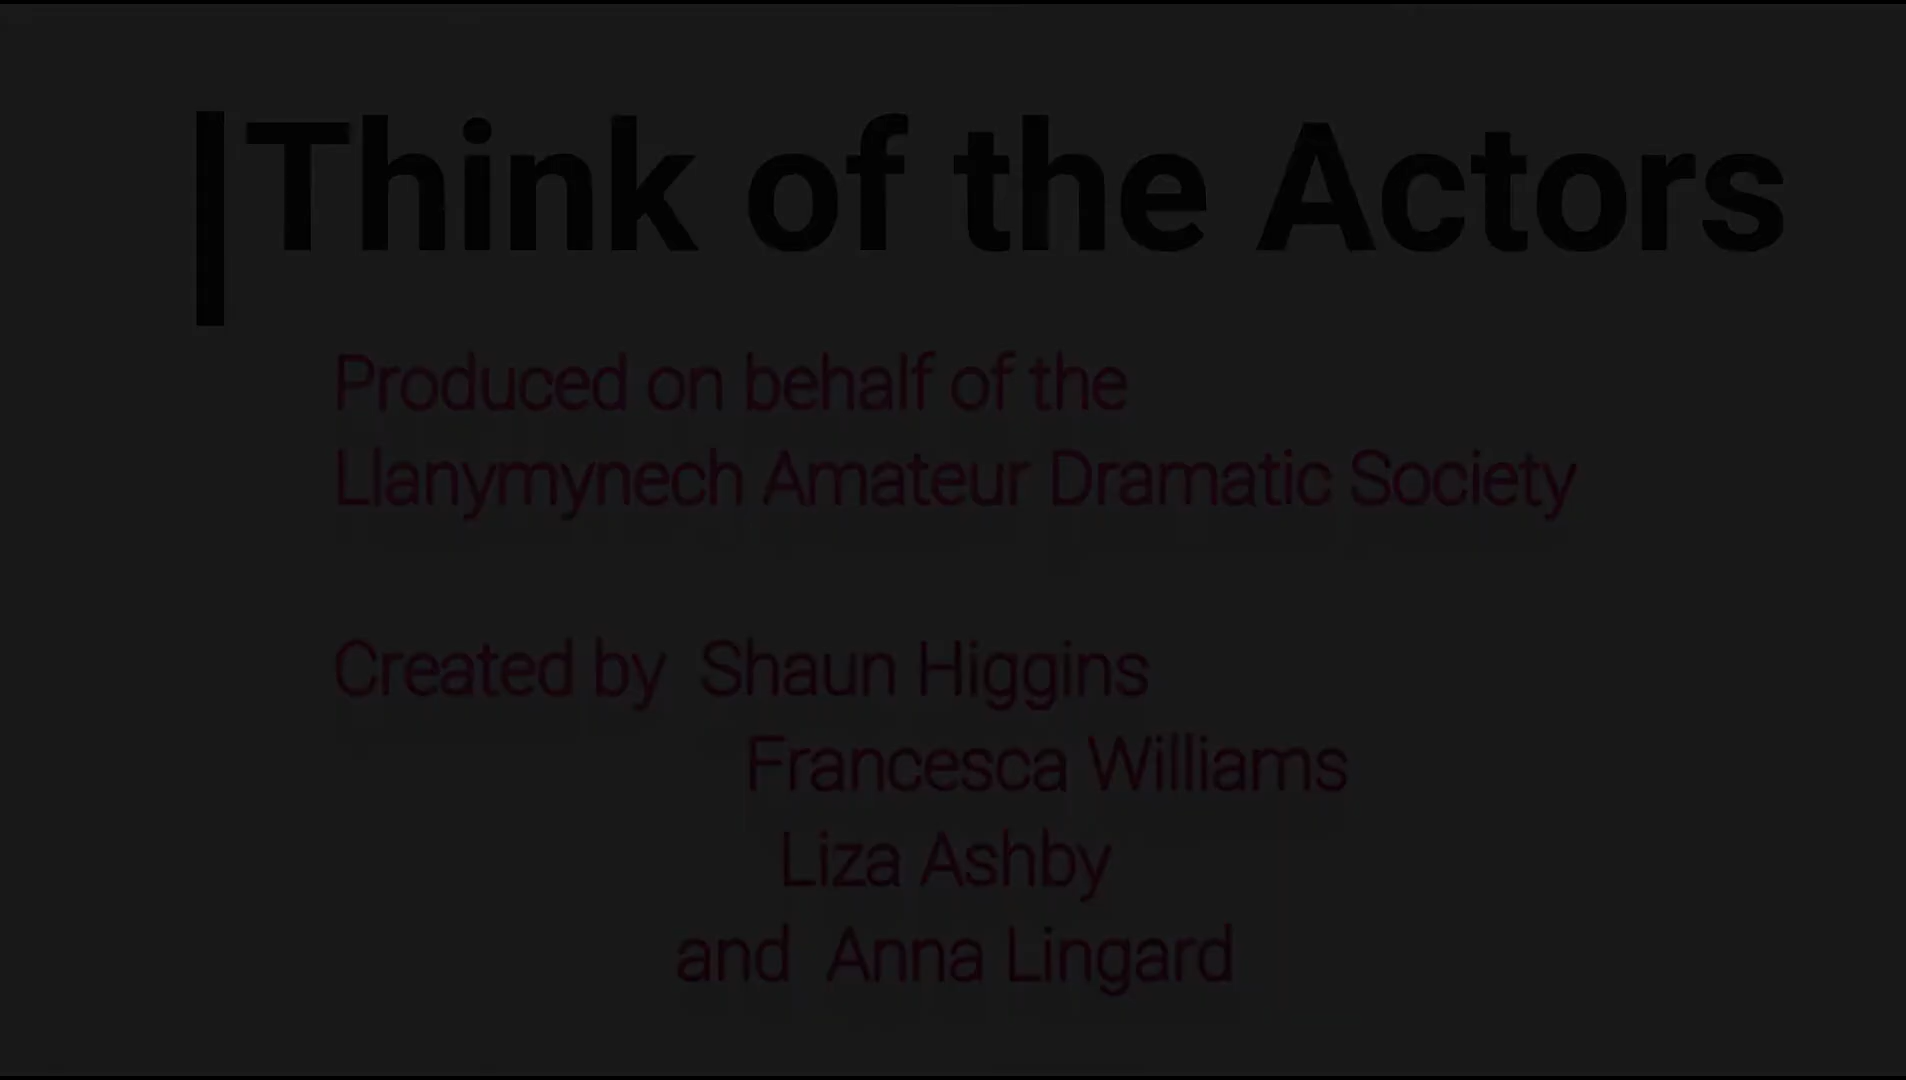 Think of the Actors
Produced on behalf of the
Llanymynech Amateur Dramatic Society
Created by Shaun Higgins
Francesca Williams
Liza Ashby
and Anna Lingard